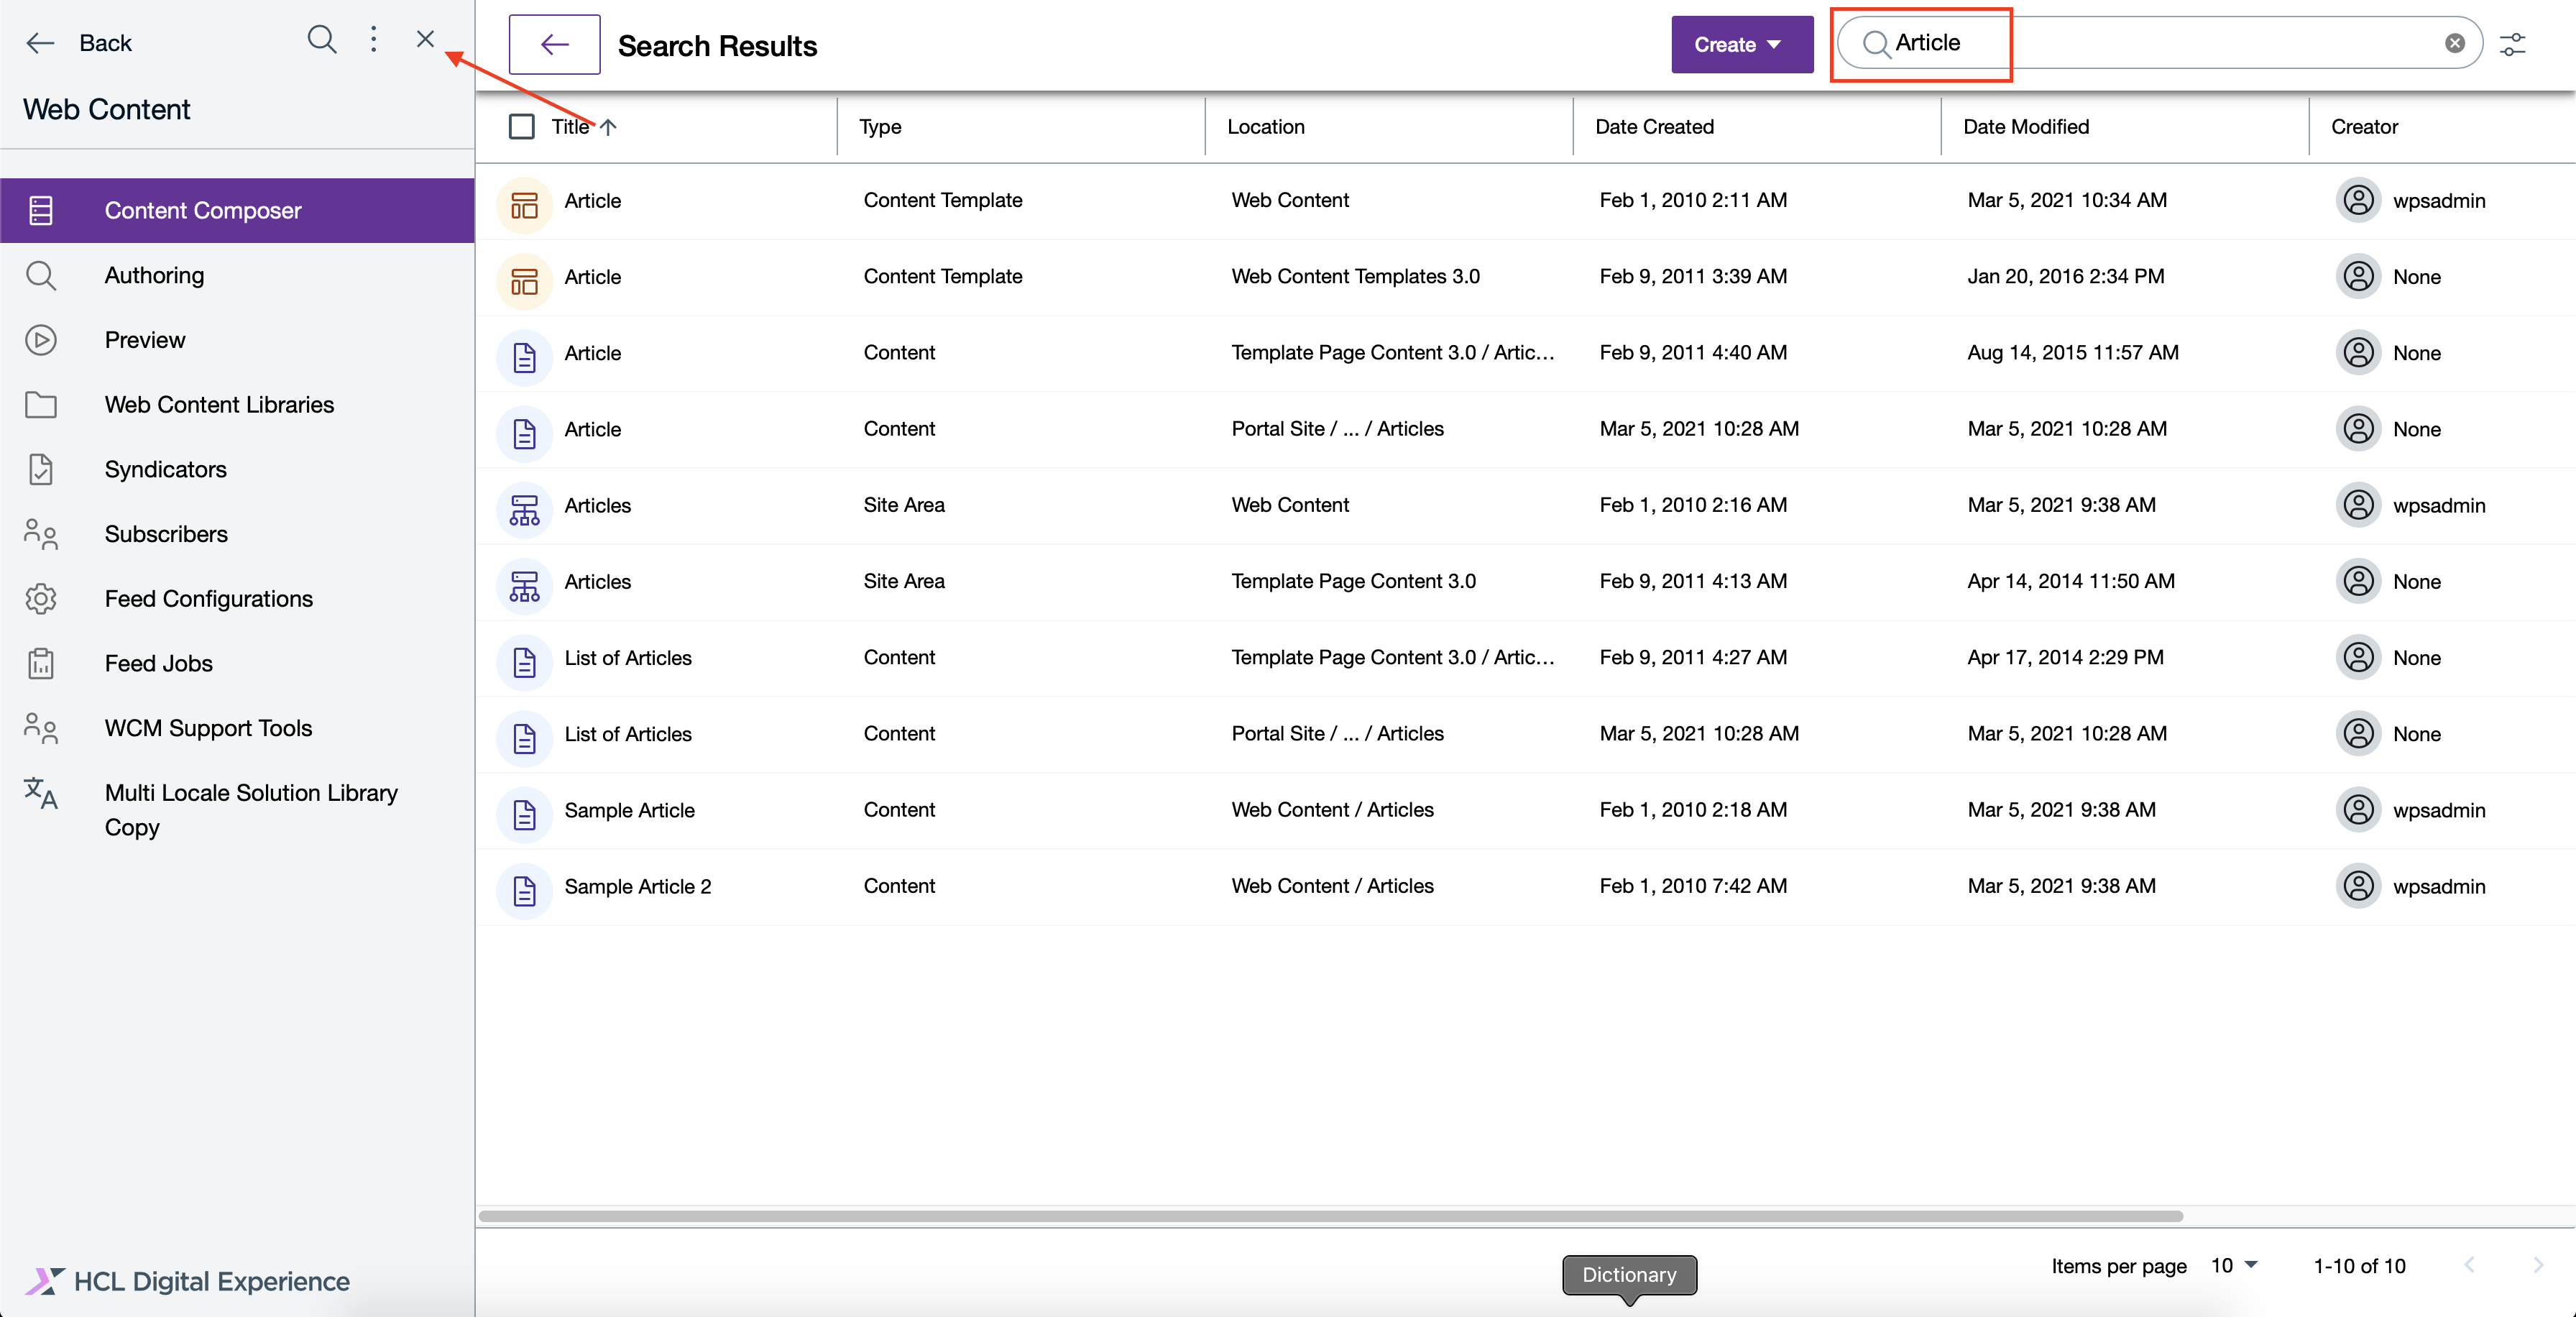 Back
Web Content
Content Composer
Authoring
Preview
Web Content Libraries
Syndicators
Subscribers
Feed Configurations
Feed Jobs
WCM Support Tools
文A
Multi Locale Solution Library
Copy
HCL Digital Experience
Search Results
Create
Article
Title Type Location Date Created Date Modified Creator
Article Content Template Web Content Feb 1, 2010 2:11 AM Mar 5, 2021 10:34 AM wpsadmin
Article Content Template Web Content Templates 3.0 Feb 9, 2011 3:39 AM Jan 20, 2016 2:34 PM None
Article Content Template Page Content 3.0 / Artic... Feb 9, 2011 4:40 AM Aug 14, 2015 11:57 AM None
Article Content Portal Site / ... / Articles Mar 5, 2021 10:28 AM Mar 5, 2021 10:28 AM None
Articles Site Area Web Content Feb 1, 2010 2:16 AM Mar 5, 2021 9:38 AM wpsadmin
Articles Site Area Template Page Content 3.0 Feb 9, 2011 4:13 AM Apr 14, 2014 11:50 AM None
List of Articles Content Template Page Content 3.0 / Artic... Feb 9, 2011 4:27 AM Apr 17, 2014 2:29 PM None
List of Articles Content Portal Site / ... / Articles Mar 5, 2021 10:28 AM Mar 5, 2021 10:28 AM None
Sample Article Content Web Content / Articles Feb 1, 2010 2:18 AM Mar 5, 2021 9:38 AM wpsadmin
Sample Article 2 Content Web Content / Articles Feb 1, 2010 7:42 AM Mar 5, 2021 9:38 AM wpsadmin
Items per page 10 1-10 of 10
Dictionary